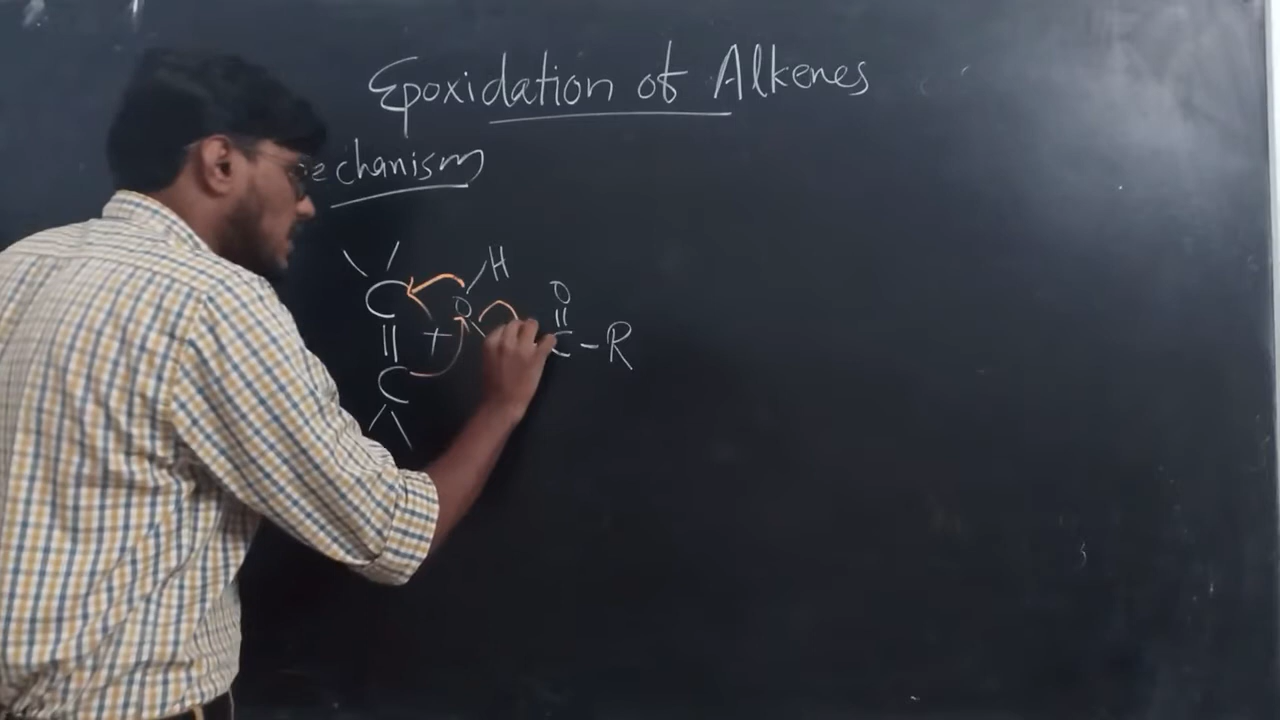 Epoxidation of Alkenes
echanism
H
C O O
|| + ||
C C-R